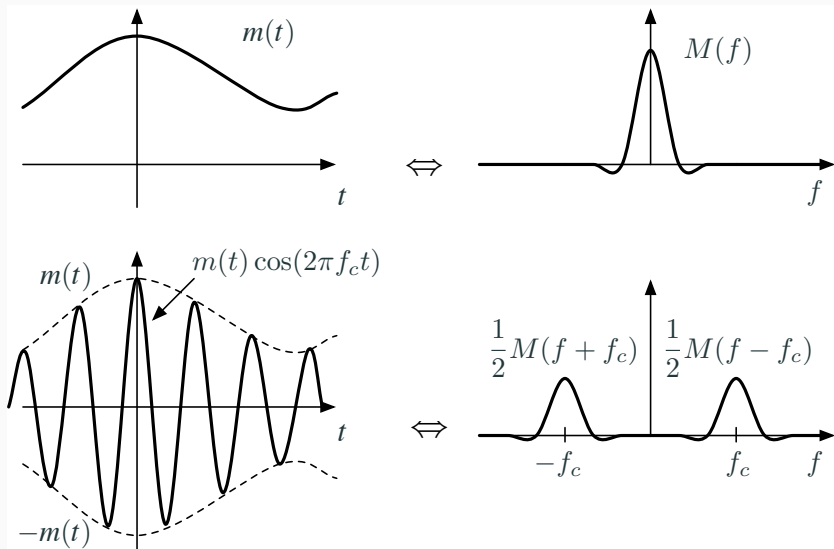 m(t)
M(f)
⇔
t
f
m(t)
m(t) cos(2πf_c t)
1/2 M(f + f_c)
1/2 M(f − f_c)
⇔
t
−f_c
f_c
f
−m(t)